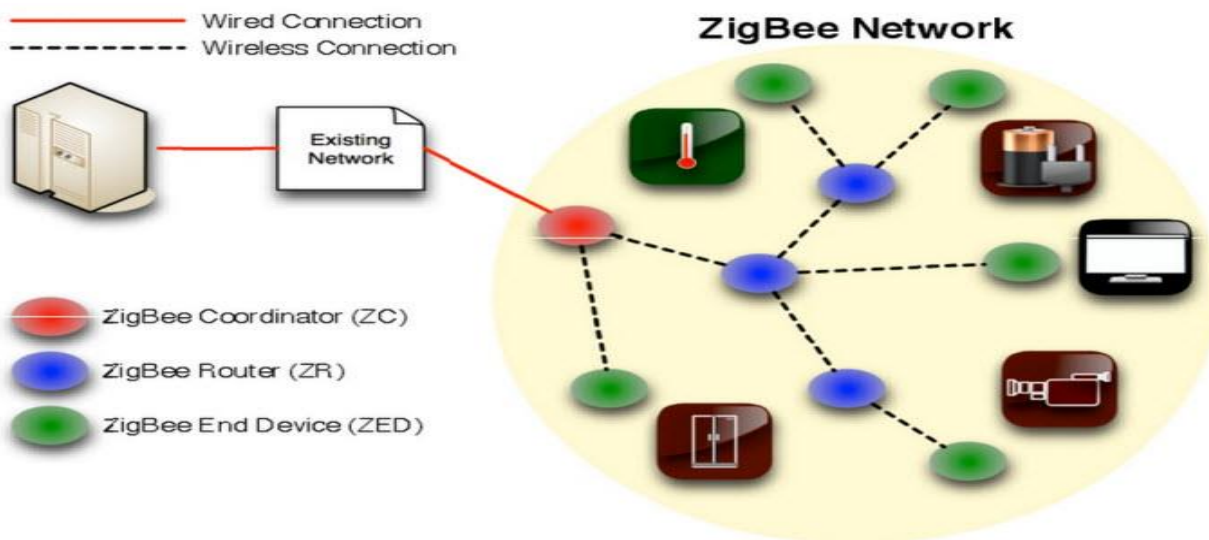 Wired Connection
Wireless Connection
ZigBee Network
Existing
Network
ZigBee Coordinator (ZC)
ZigBee Router (ZR)
ZigBee End Device (ZED)